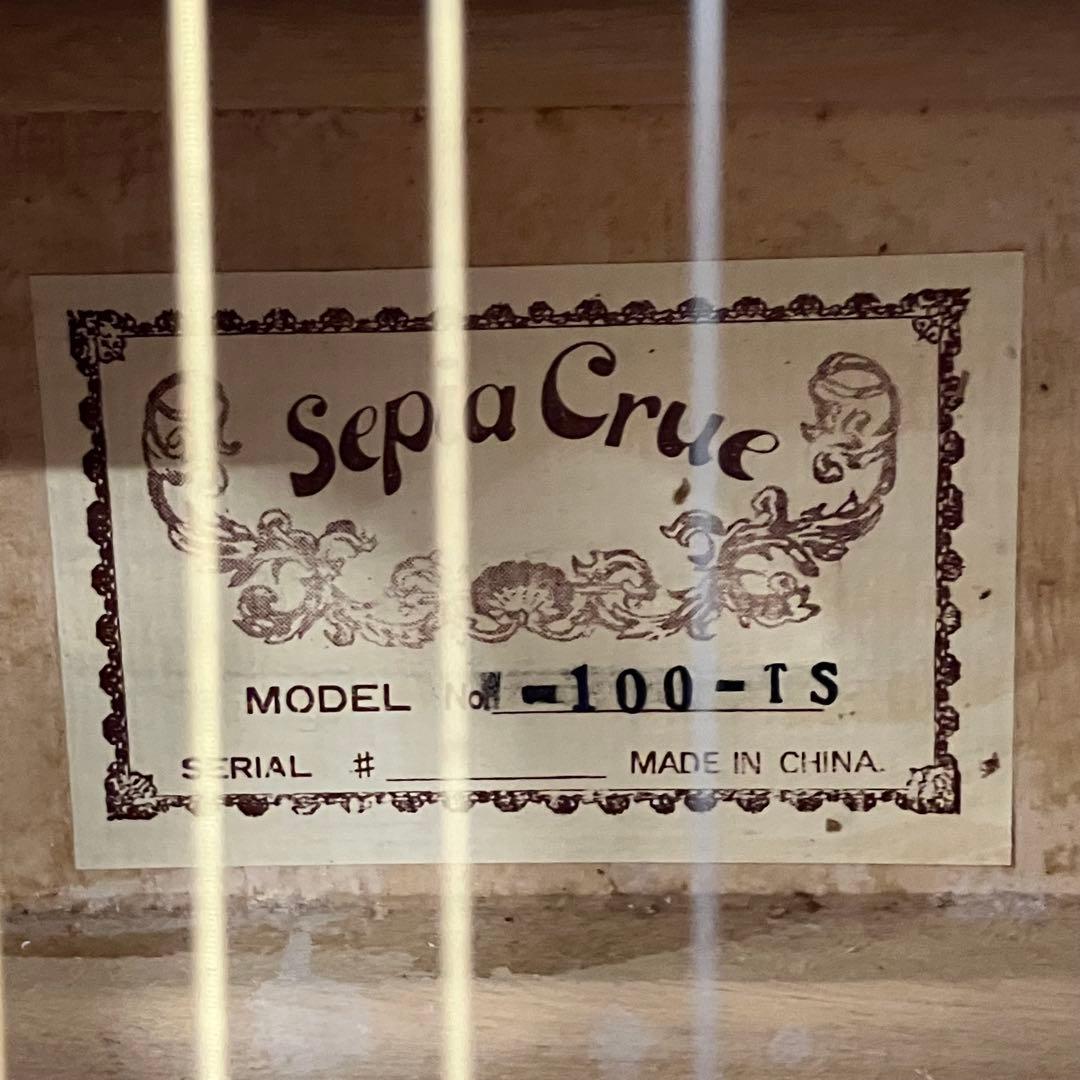 Sepia Crue
MODEL No. -100-TS
SERIAL #
MADE IN CHINA.